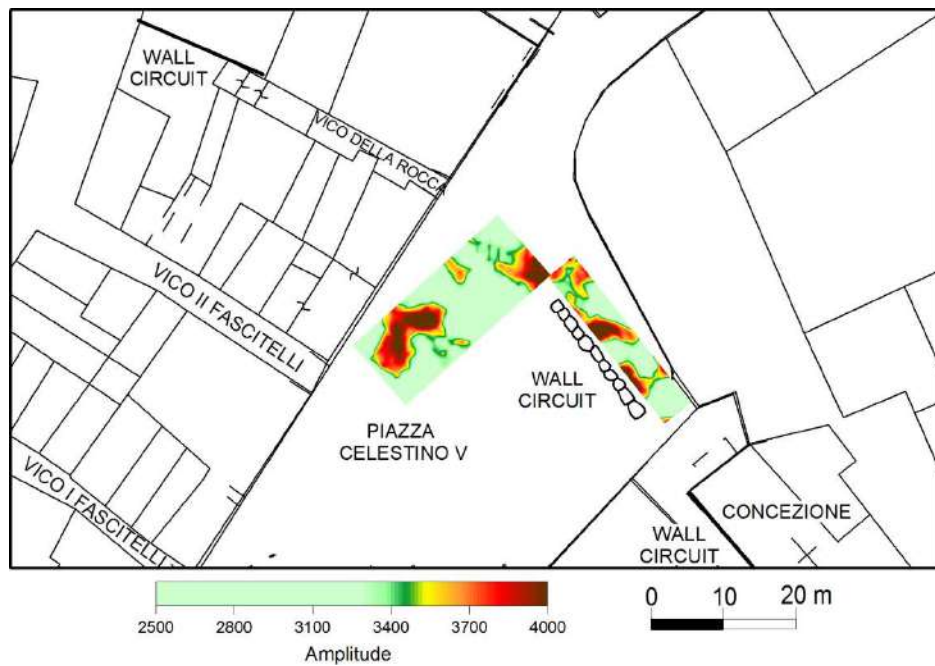 WALL
CIRCUIT
VICO DELLA ROCCA
VICO II FASCITELLI
WALL
CIRCUIT
PIAZZA
CELESTINO V
VICO I FASCITELLI
CONCEZIONE
WALL
CIRCUIT
2500 2800 3100 3400 3700 4000
Amplitude
0 10 20 m